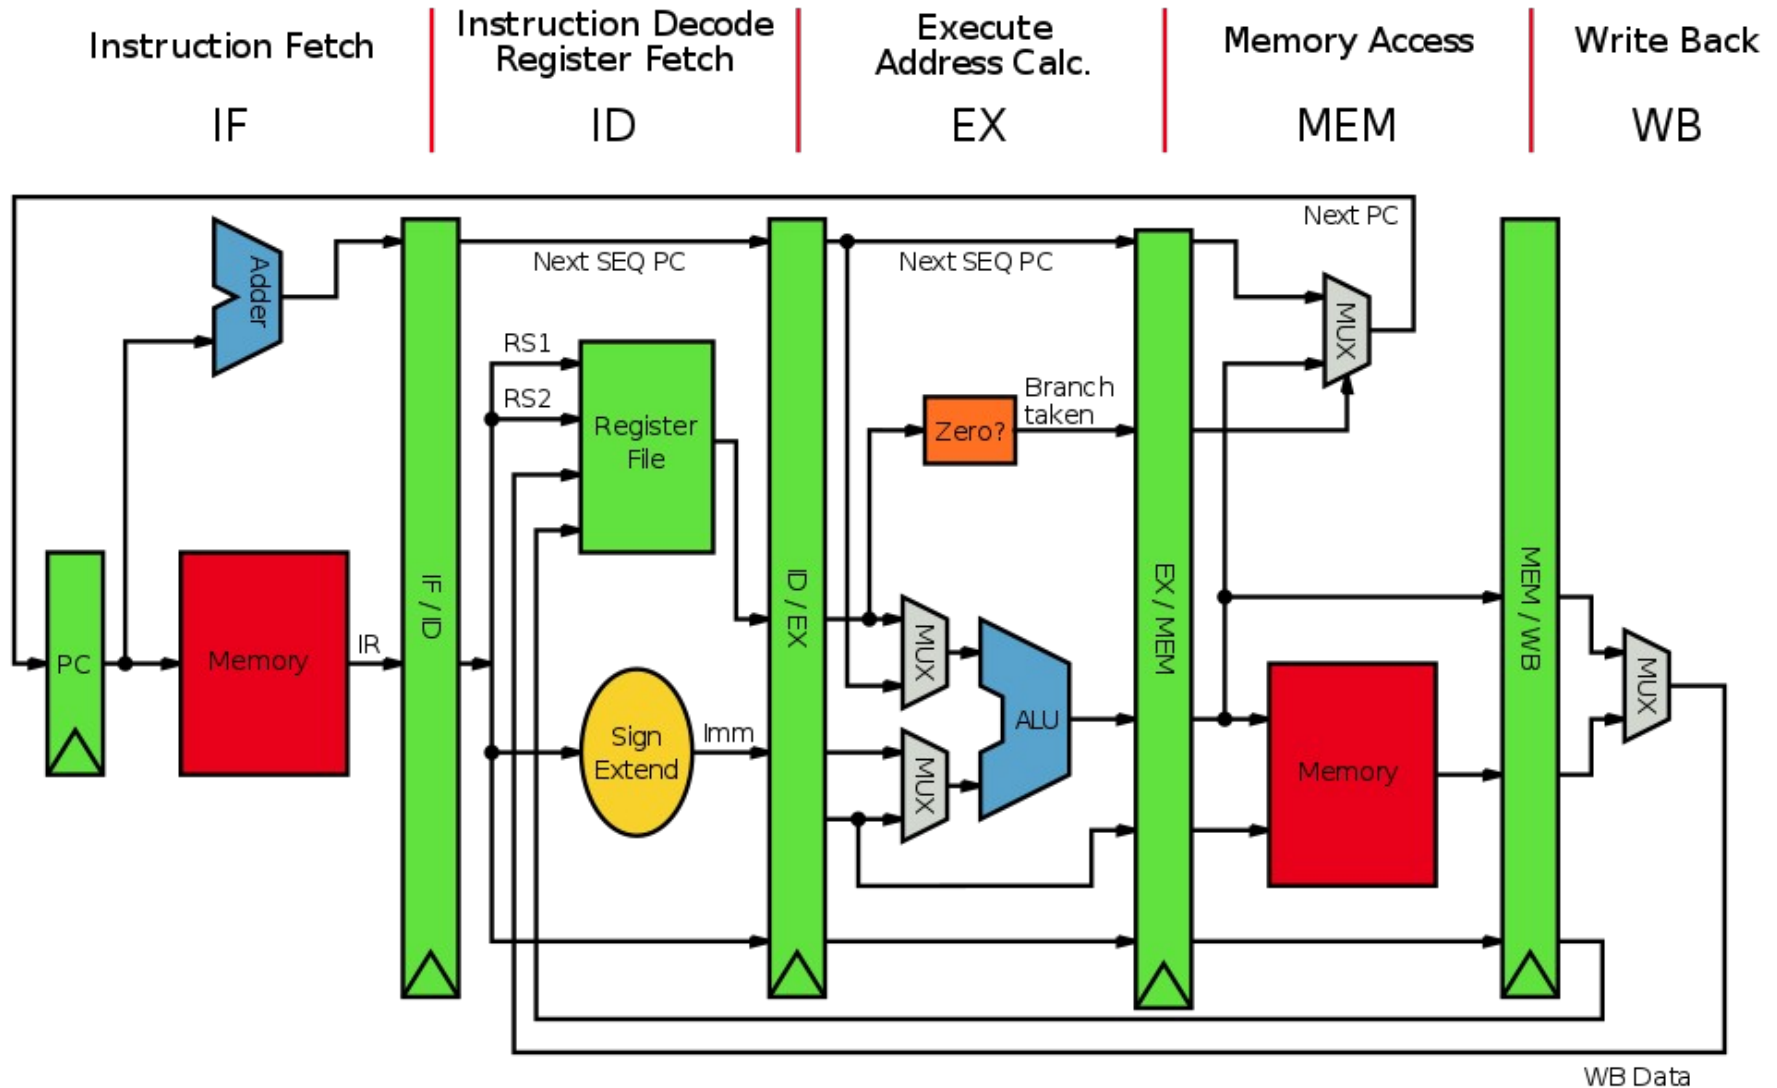 Instruction Fetch
Instruction Decode
Register Fetch
Execute
Address Calc.
Memory Access
Write Back
IF
ID
EX
MEM
WB
Next PC
Adder
Next SEQ PC
Next SEQ PC
MUX
RS1
RS2
Register
File
Zero?
Branch
taken
PC
Memory
IR
IF / ID
ID / EX
EX / MEM
MEM / WB
MUX
MUX
ALU
Sign
Extend
Imm
Memory
MUX
WB Data